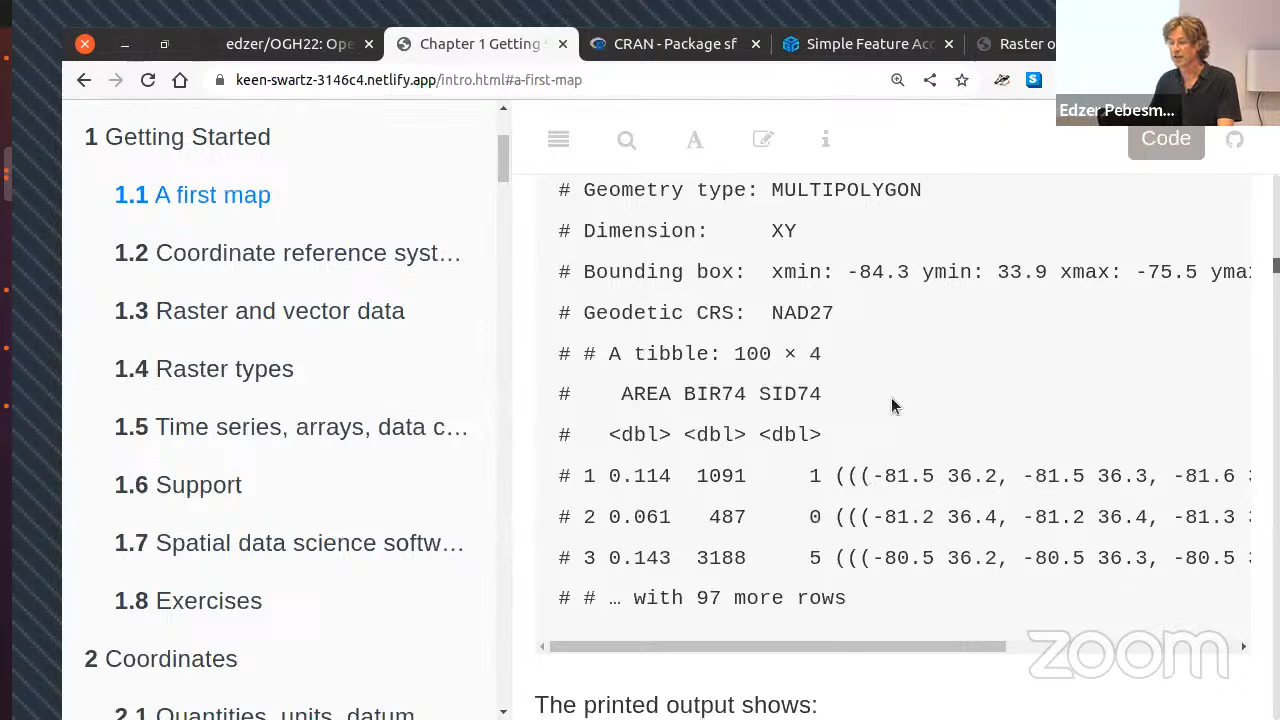 edzer/OGH22: Ope
Chapter 1 Getting
CRAN - Package sf
Simple Feature Acc
Raster o
keen-swartz-3146c4.netlify.app/intro.html#a-first-map
S
Edzer Pebesm...
1 Getting Started
1.1 A first map
1.2 Coordinate reference syst…
1.3 Raster and vector data
1.4 Raster types
1.5 Time series, arrays, data c…
1.6 Support
1.7 Spatial data science softw…
1.8 Exercises
2 Coordinates
2.1 Quantities, units, datum
A
i
Code
# Geometry type: MULTIPOLYGON
# Dimension:     XY
# Bounding box:  xmin: -84.3 ymin: 33.9 xmax: -75.5 yma
# Geodetic CRS:  NAD27
# # A tibble: 100 × 4
#    AREA BIR74 SID74
#   <dbl> <dbl> <dbl>
# 1 0.114  1091     1 (((-81.5 36.2, -81.5 36.3, -81.6
# 2 0.061   487     0 (((-81.2 36.4, -81.2 36.4, -81.3
# 3 0.143  3188     5 (((-80.5 36.2, -80.5 36.3, -80.5
# # … with 97 more rows
zoom
The printed output shows: